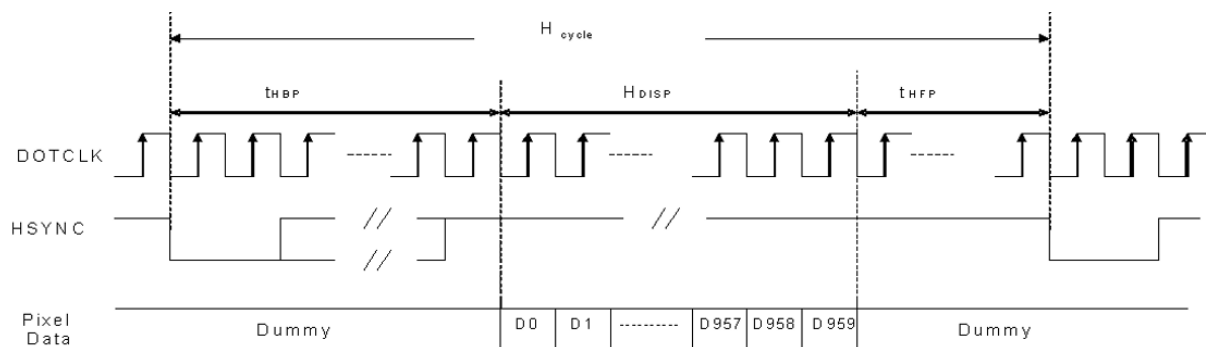 H cycle
tHBP HDISP tHFP
DOTCLK
HSYNC
Pixel Data Dummy D0 D1 D957 D958 D959 Dummy